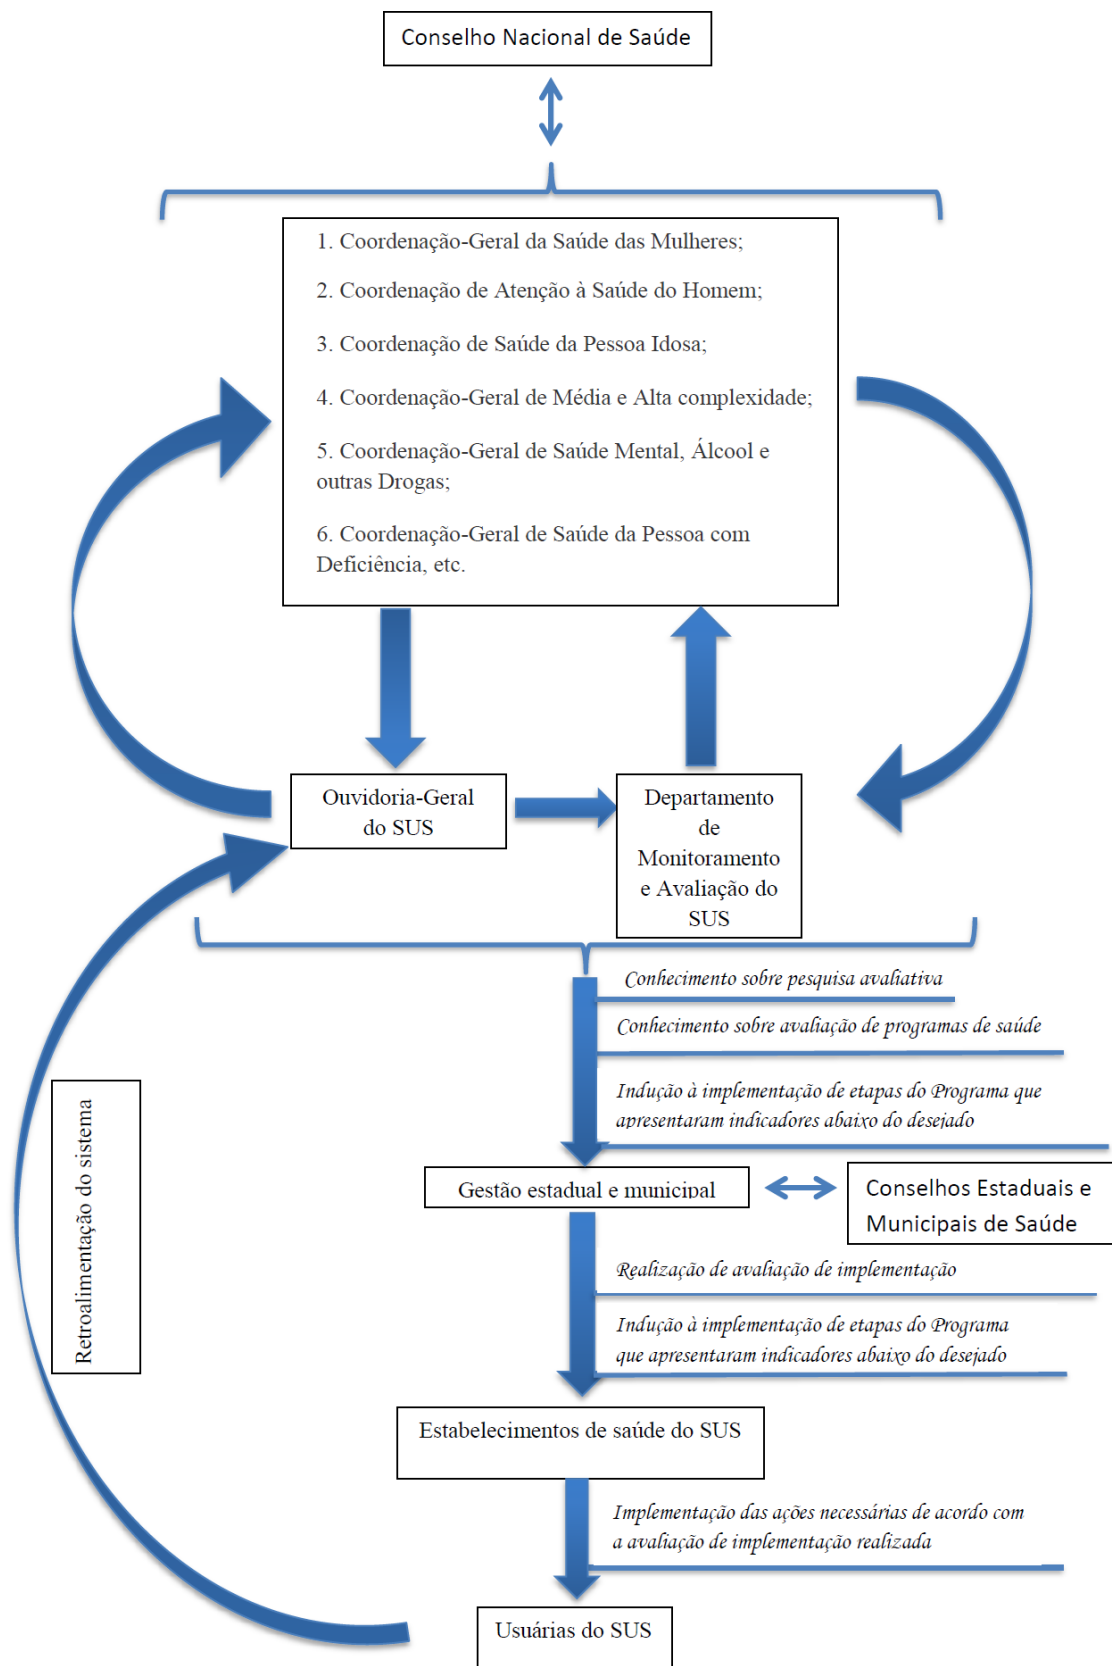 Conselho Nacional de Saúde
1. Coordenação-Geral da Saúde das Mulheres;
2. Coordenação de Atenção à Saúde do Homem;
3. Coordenação de Saúde da Pessoa Idosa;
4. Coordenação-Geral de Média e Alta complexidade;
5. Coordenação-Geral de Saúde Mental, Álcool e
outras Drogas;
6. Coordenação-Geral de Saúde da Pessoa com
Deficiência, etc.
Ouvidoria-Geral
do SUS
Departamento
de
Monitoramento
e Avaliação do
SUS
Conhecimento sobre pesquisa avaliativa
Conhecimento sobre avaliação de programas de saúde
Indução à implementação de etapas do Programa que
apresentaram indicadores abaixo do desejado
Retroalimentação do sistema
Gestão estadual e municipal
Conselhos Estaduais e
Municipais de Saúde
Realização de avaliação de implementação
Indução à implementação de etapas do Programa
que apresentaram indicadores abaixo do desejado
Estabelecimentos de saúde do SUS
Implementação das ações necessárias de acordo com
a avaliação de implementação realizada
Usuárias do SUS